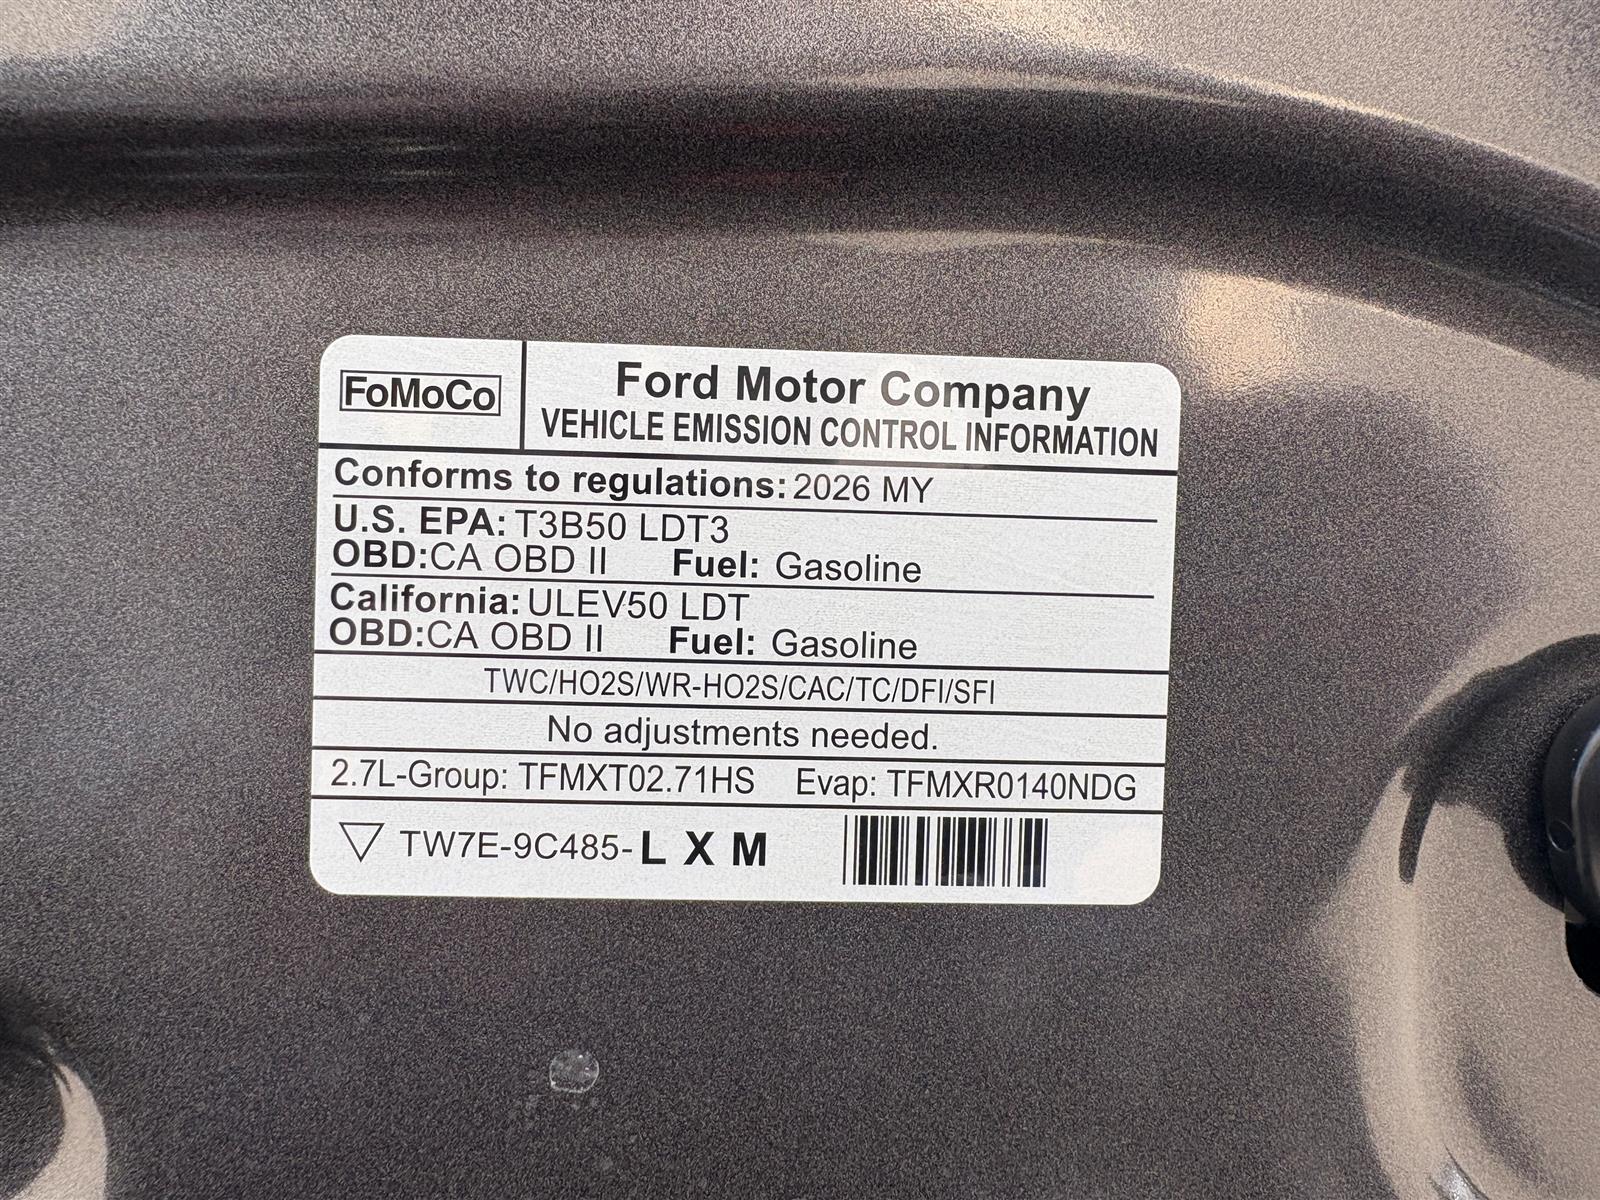 FoMoCo
Ford Motor Company
VEHICLE EMISSION CONTROL INFORMATION
Conforms to regulations: 2026 MY
U.S. EPA: T3B50 LDT3
OBD: CA OBD II Fuel: Gasoline
California: ULEV50 LDT
OBD: CA OBD II Fuel: Gasoline
TWC/HO2S/WR-HO2S/CAC/TC/DFI/SFI
No adjustments needed.
2.7L-Group: TFMXT02.71HS Evap: TFMXR0140NDG
TW7E-9C485-L X M